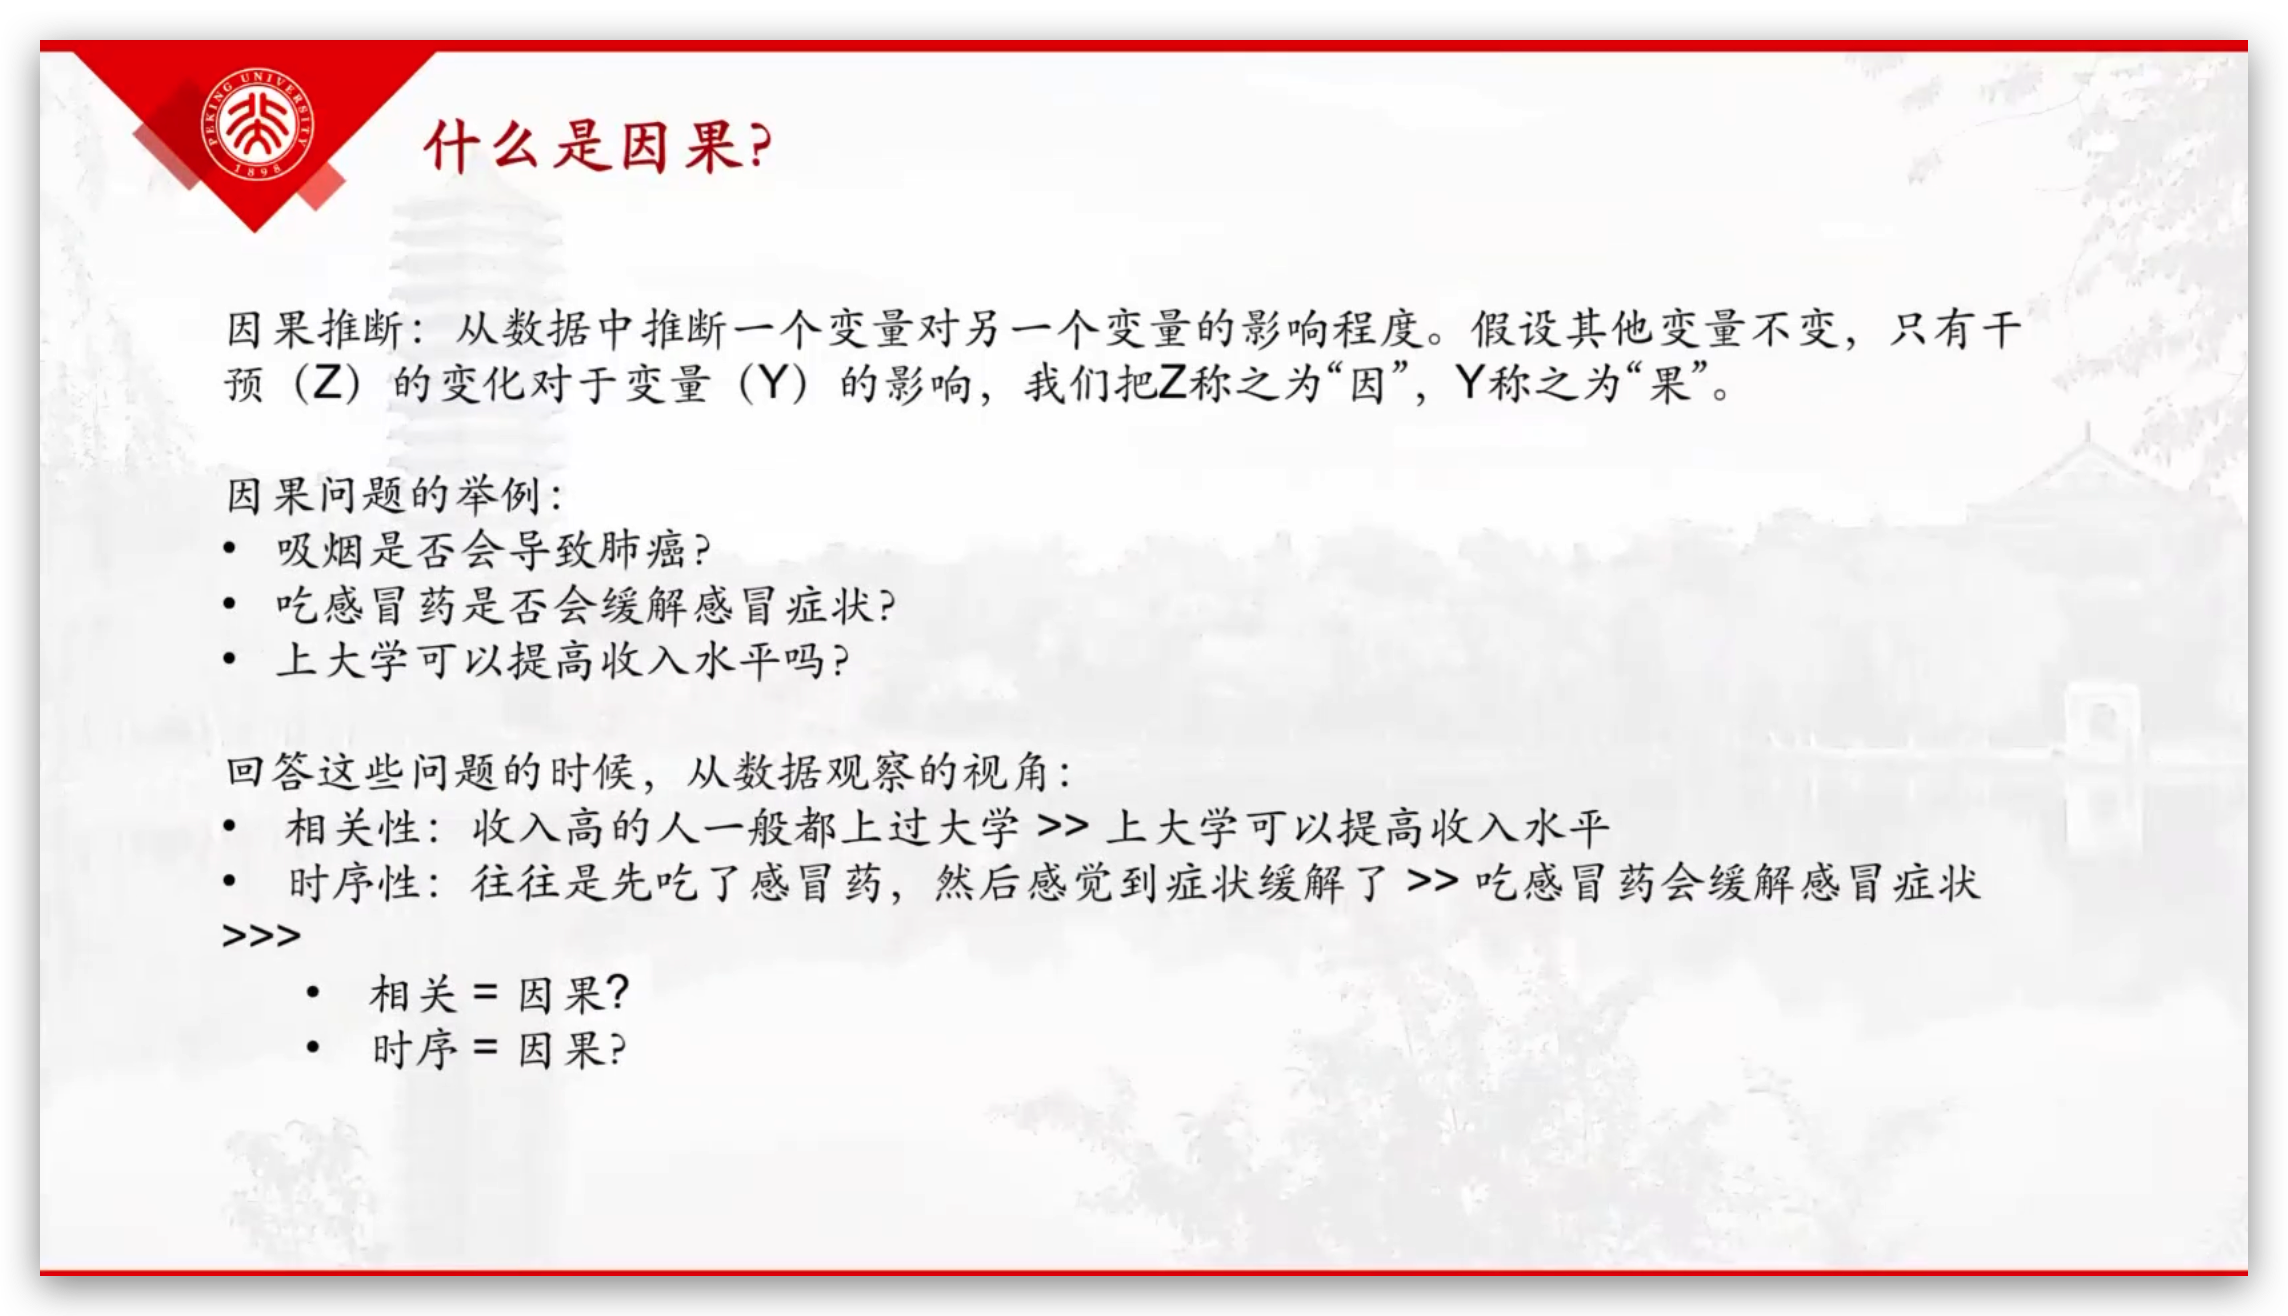 PEKING UNIVERSITY
1898
什么是因果?
因果推断：从数据中推断一个变量对另一个变量的影响程度。假设其他变量不变，只有干
预（Z）的变化对于变量（Y）的影响，我们把Z称之为“因”，Y称之为“果”。
因果问题的举例：
• 吸烟是否会导致肺癌?
• 吃感冒药是否会缓解感冒症状?
• 上大学可以提高收入水平吗?
回答这些问题的时候，从数据观察的视角：
• 相关性：收入高的人一般都上过大学 >> 上大学可以提高收入水平
• 时序性：往往是先吃了感冒药，然后感觉到症状缓解了 >> 吃感冒药会缓解感冒症状
>>>
• 相关 = 因果?
• 时序 = 因果?